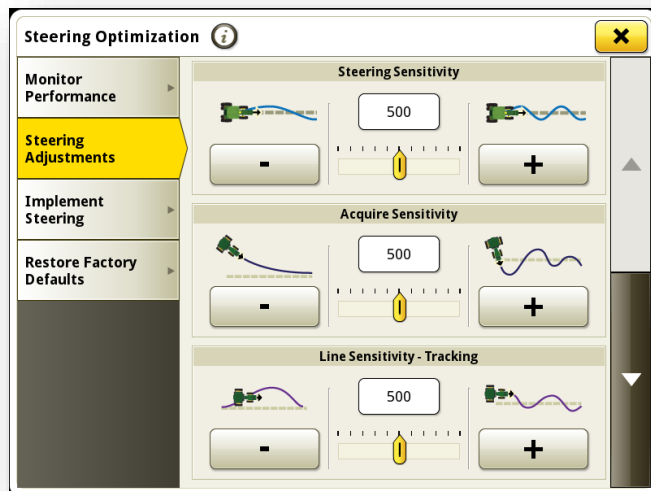 Steering Optimization i
Monitor
Performance
Steering
Adjustments
Implement
Steering
Restore Factory
Defaults
Steering Sensitivity
500
- +
Acquire Sensitivity
500
- +
Line Sensitivity - Tracking
500
- +